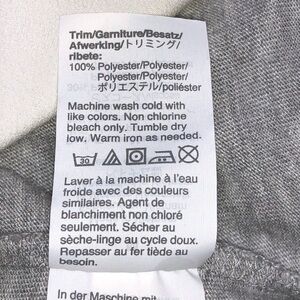 Trim/Garniture/Besatz/
Afwerking/トリミング/
ribete:
100% Polyester/Polyester/
Polyester/Polyester/
ポリエステル/poliéster
Machine wash cold with
like colors. Non chlorine
bleach only. Tumble dry
low. Warm iron as needed.
30
Laver à la machine à l'eau
froide avec des couleurs
similaires. Agent de
blanchiment non chloré
seulement. Sécher au
sèche-linge au cycle doux.
Repasser au fer tiède au
besoin.
In der Maschine mit